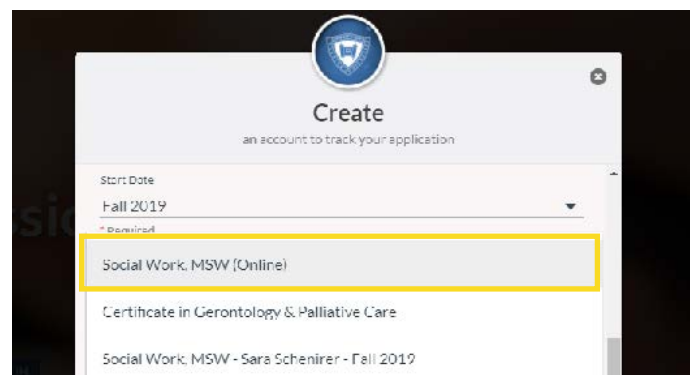 Create
an account to track your application
Start Date
Fall 2019
* Required
Social Work, MSW (Online)
Certificate in Gerontology & Palliative Care
Social Work, MSW - Sara Schenirer - Fall 2019